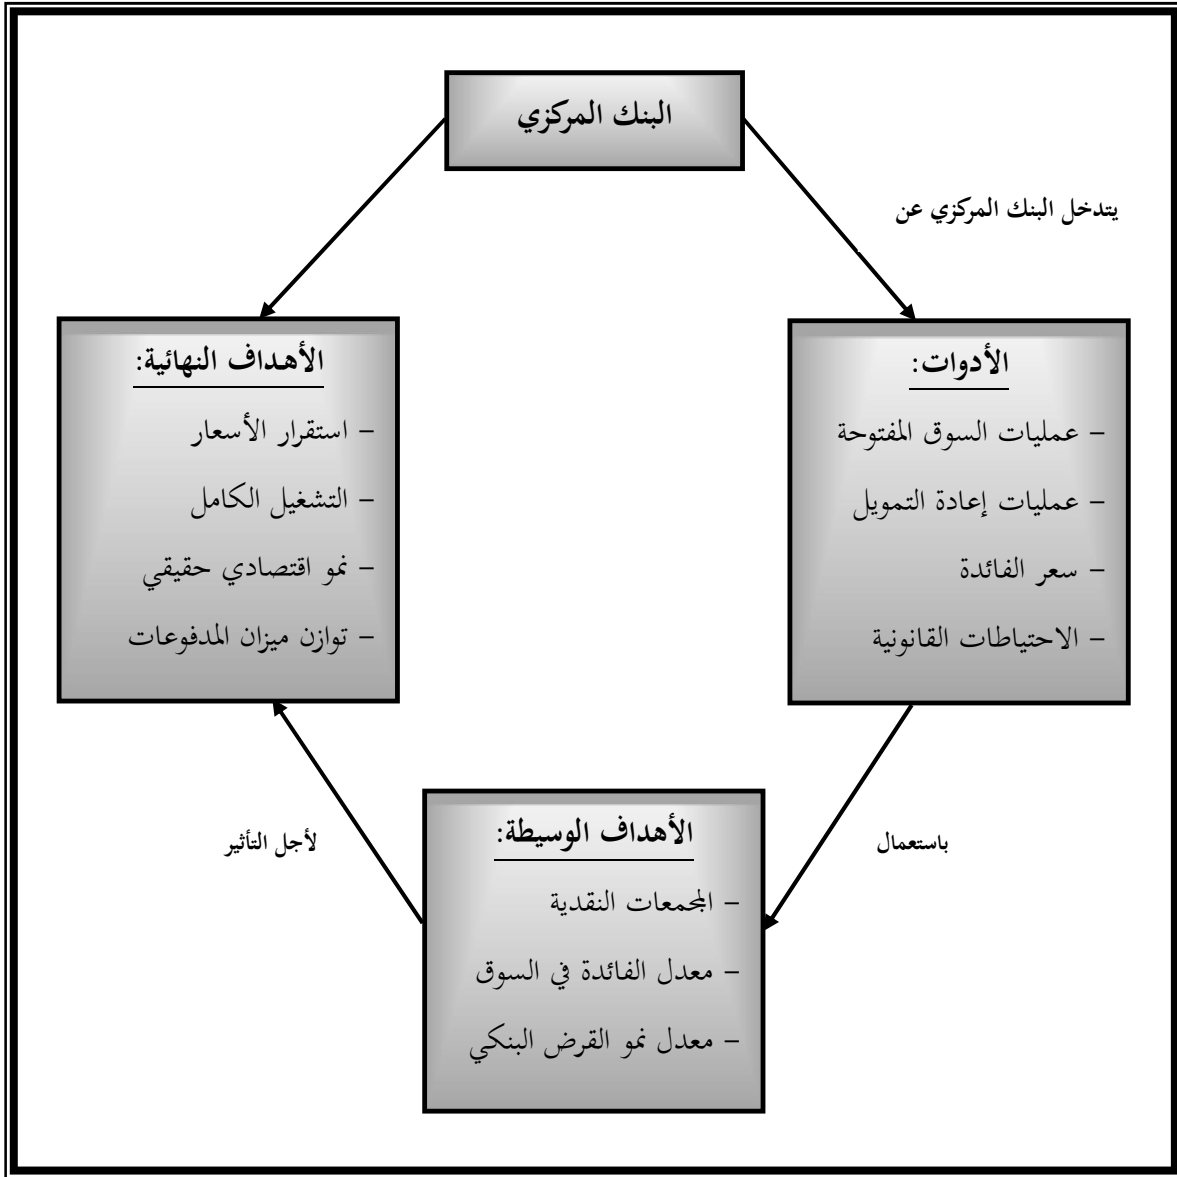 البنك المركزي
يتدخل البنك المركزي عن
الأدوات:
– عمليات السوق المفتوحة
– عمليات إعادة التمويل
– سعر الفائدة
– الاحتياطات القانونية
الأهداف النهائية:
– استقرار الأسعار
– التشغيل الكامل
– نمو اقتصادي حقيقي
– توازن ميزان المدفوعات
باستعمال
الأهداف الوسيطة:
– المجمعات النقدية
– معدل الفائدة في السوق
– معدل نمو القرض البنكي
لأجل التأثير